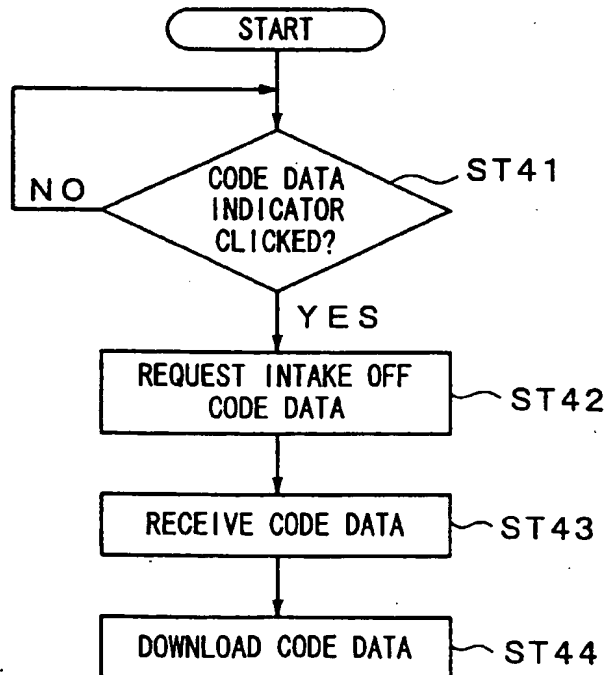 START
CODE DATA
INDICATOR
CLICKED?
ST41
NO
YES
REQUEST INTAKE OFF
CODE DATA
ST42
RECEIVE CODE DATA
ST43
DOWNLOAD CODE DATA
ST44